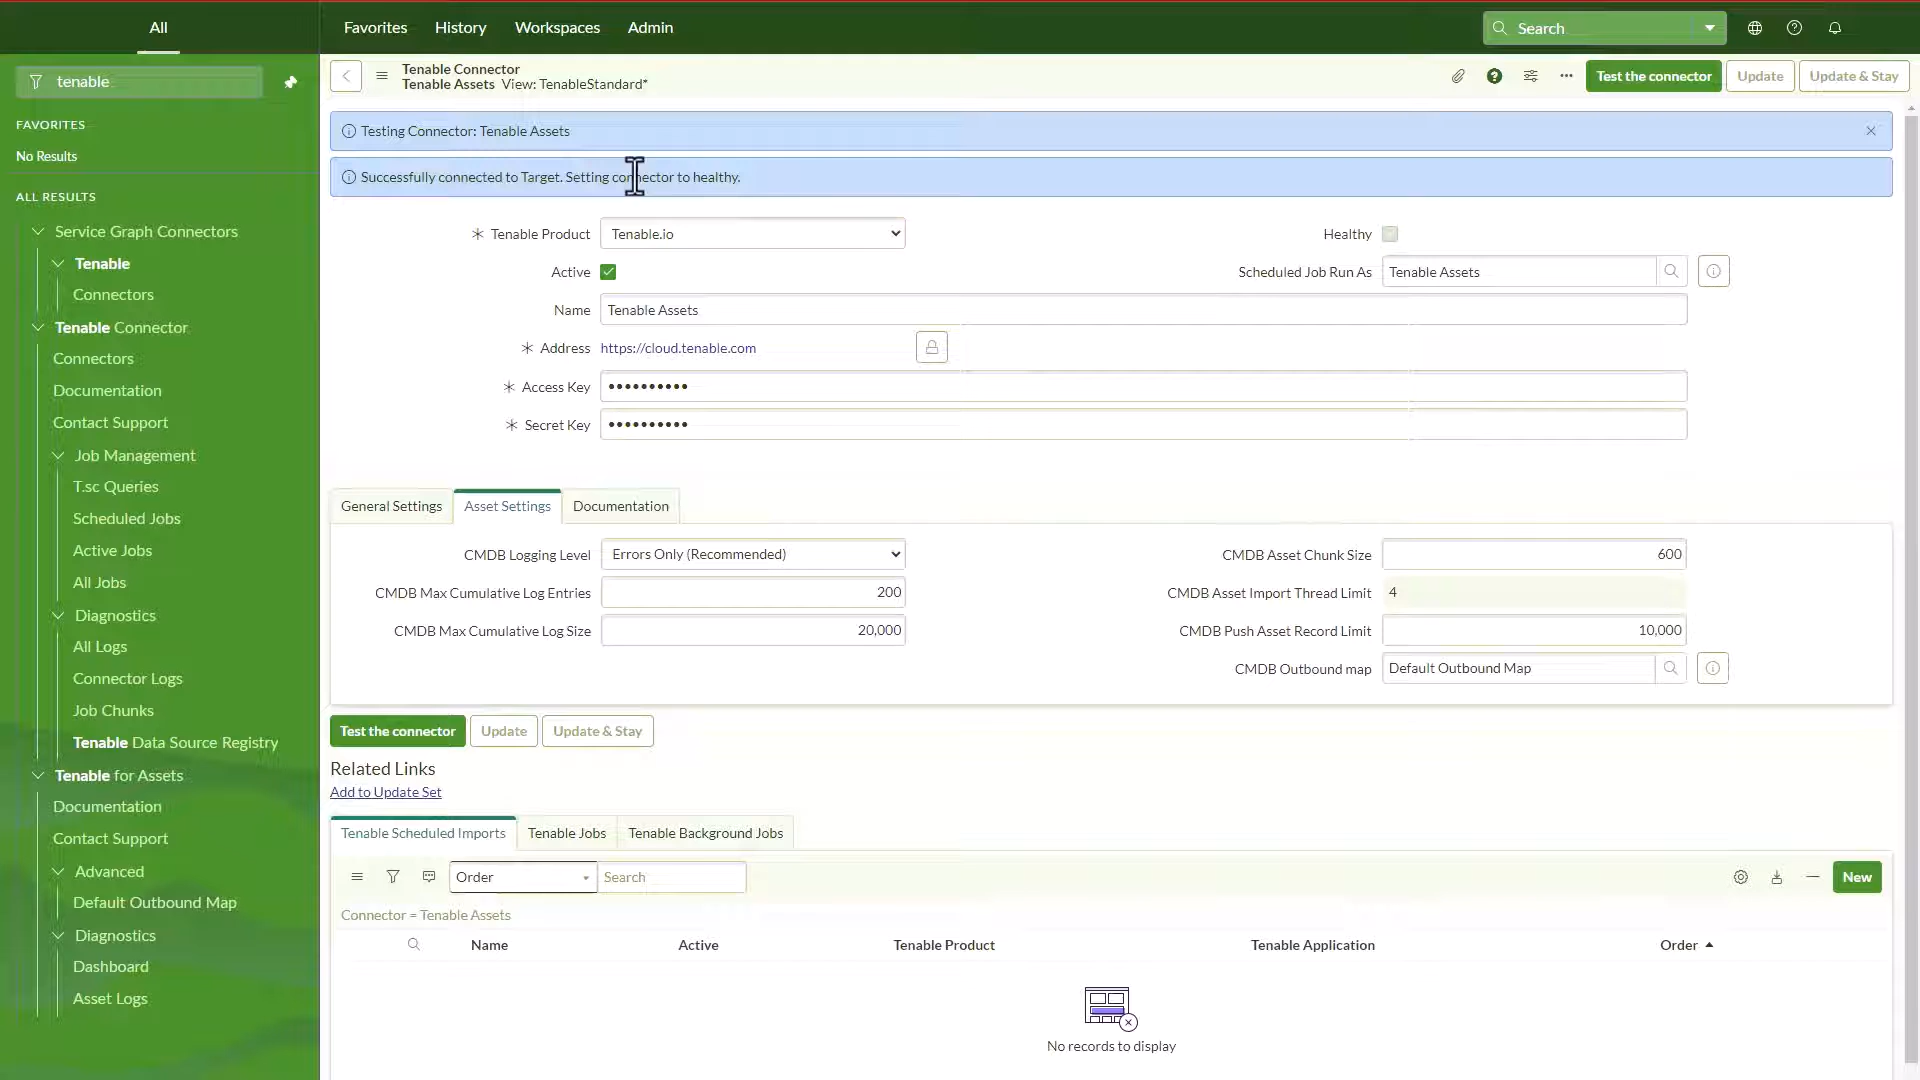 All
Favorites
History
Workspaces
Admin
Search
tenable
FAVORITES
No Results
ALL RESULTS
Service Graph Connectors
Tenable
Connectors
Tenable Connector
Connectors
Documentation
Contact Support
Job Management
T.sc Queries
Scheduled Jobs
Active Jobs
All Jobs
Diagnostics
All Logs
Connector Logs
Job Chunks
Tenable Data Source Registry
Tenable for Assets
Documentation
Contact Support
Advanced
Default Outbound Map
Diagnostics
Dashboard
Asset Logs
Tenable Connector
Tenable Assets View: TenableStandard*
Test the connector
Update
Update & Stay
Testing Connector: Tenable Assets
Successfully connected to Target. Setting connector to healthy.
Tenable Product
Tenable.io
Healthy
Active
Scheduled Job Run As
Tenable Assets
Name
Tenable Assets
Address
https://cloud.tenable.com
Access Key
Secret Key
General Settings
Asset Settings
Documentation
CMDB Logging Level
Errors Only (Recommended)
CMDB Asset Chunk Size
600
CMDB Max Cumulative Log Entries
200
CMDB Asset Import Thread Limit
4
CMDB Max Cumulative Log Size
20,000
CMDB Push Asset Record Limit
10,000
CMDB Outbound map
Default Outbound Map
Test the connector
Update
Update & Stay
Related Links
Add to Update Set
Tenable Scheduled Imports
Tenable Jobs
Tenable Background Jobs
Order
Search
New
Connector = Tenable Assets
Name
Active
Tenable Product
Tenable Application
Order
No records to display